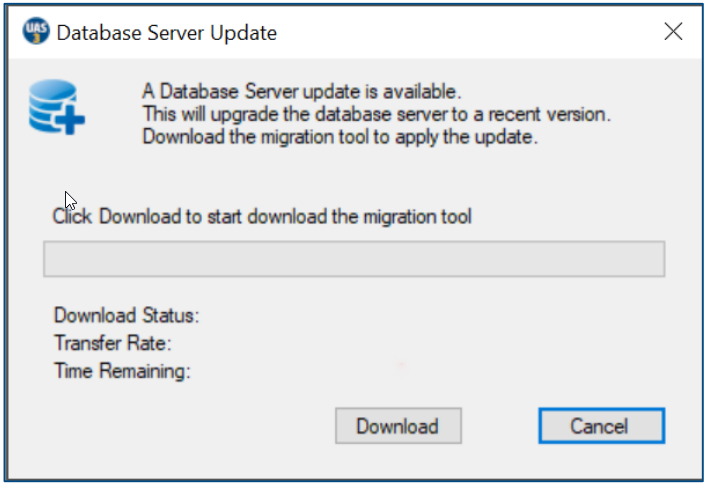 UAS
3
Database Server Update
A Database Server update is available.
This will upgrade the database server to a recent version.
Download the migration tool to apply the update.
Click Download to start download the migration tool
Download Status:
Transfer Rate:
Time Remaining:
Download
Cancel